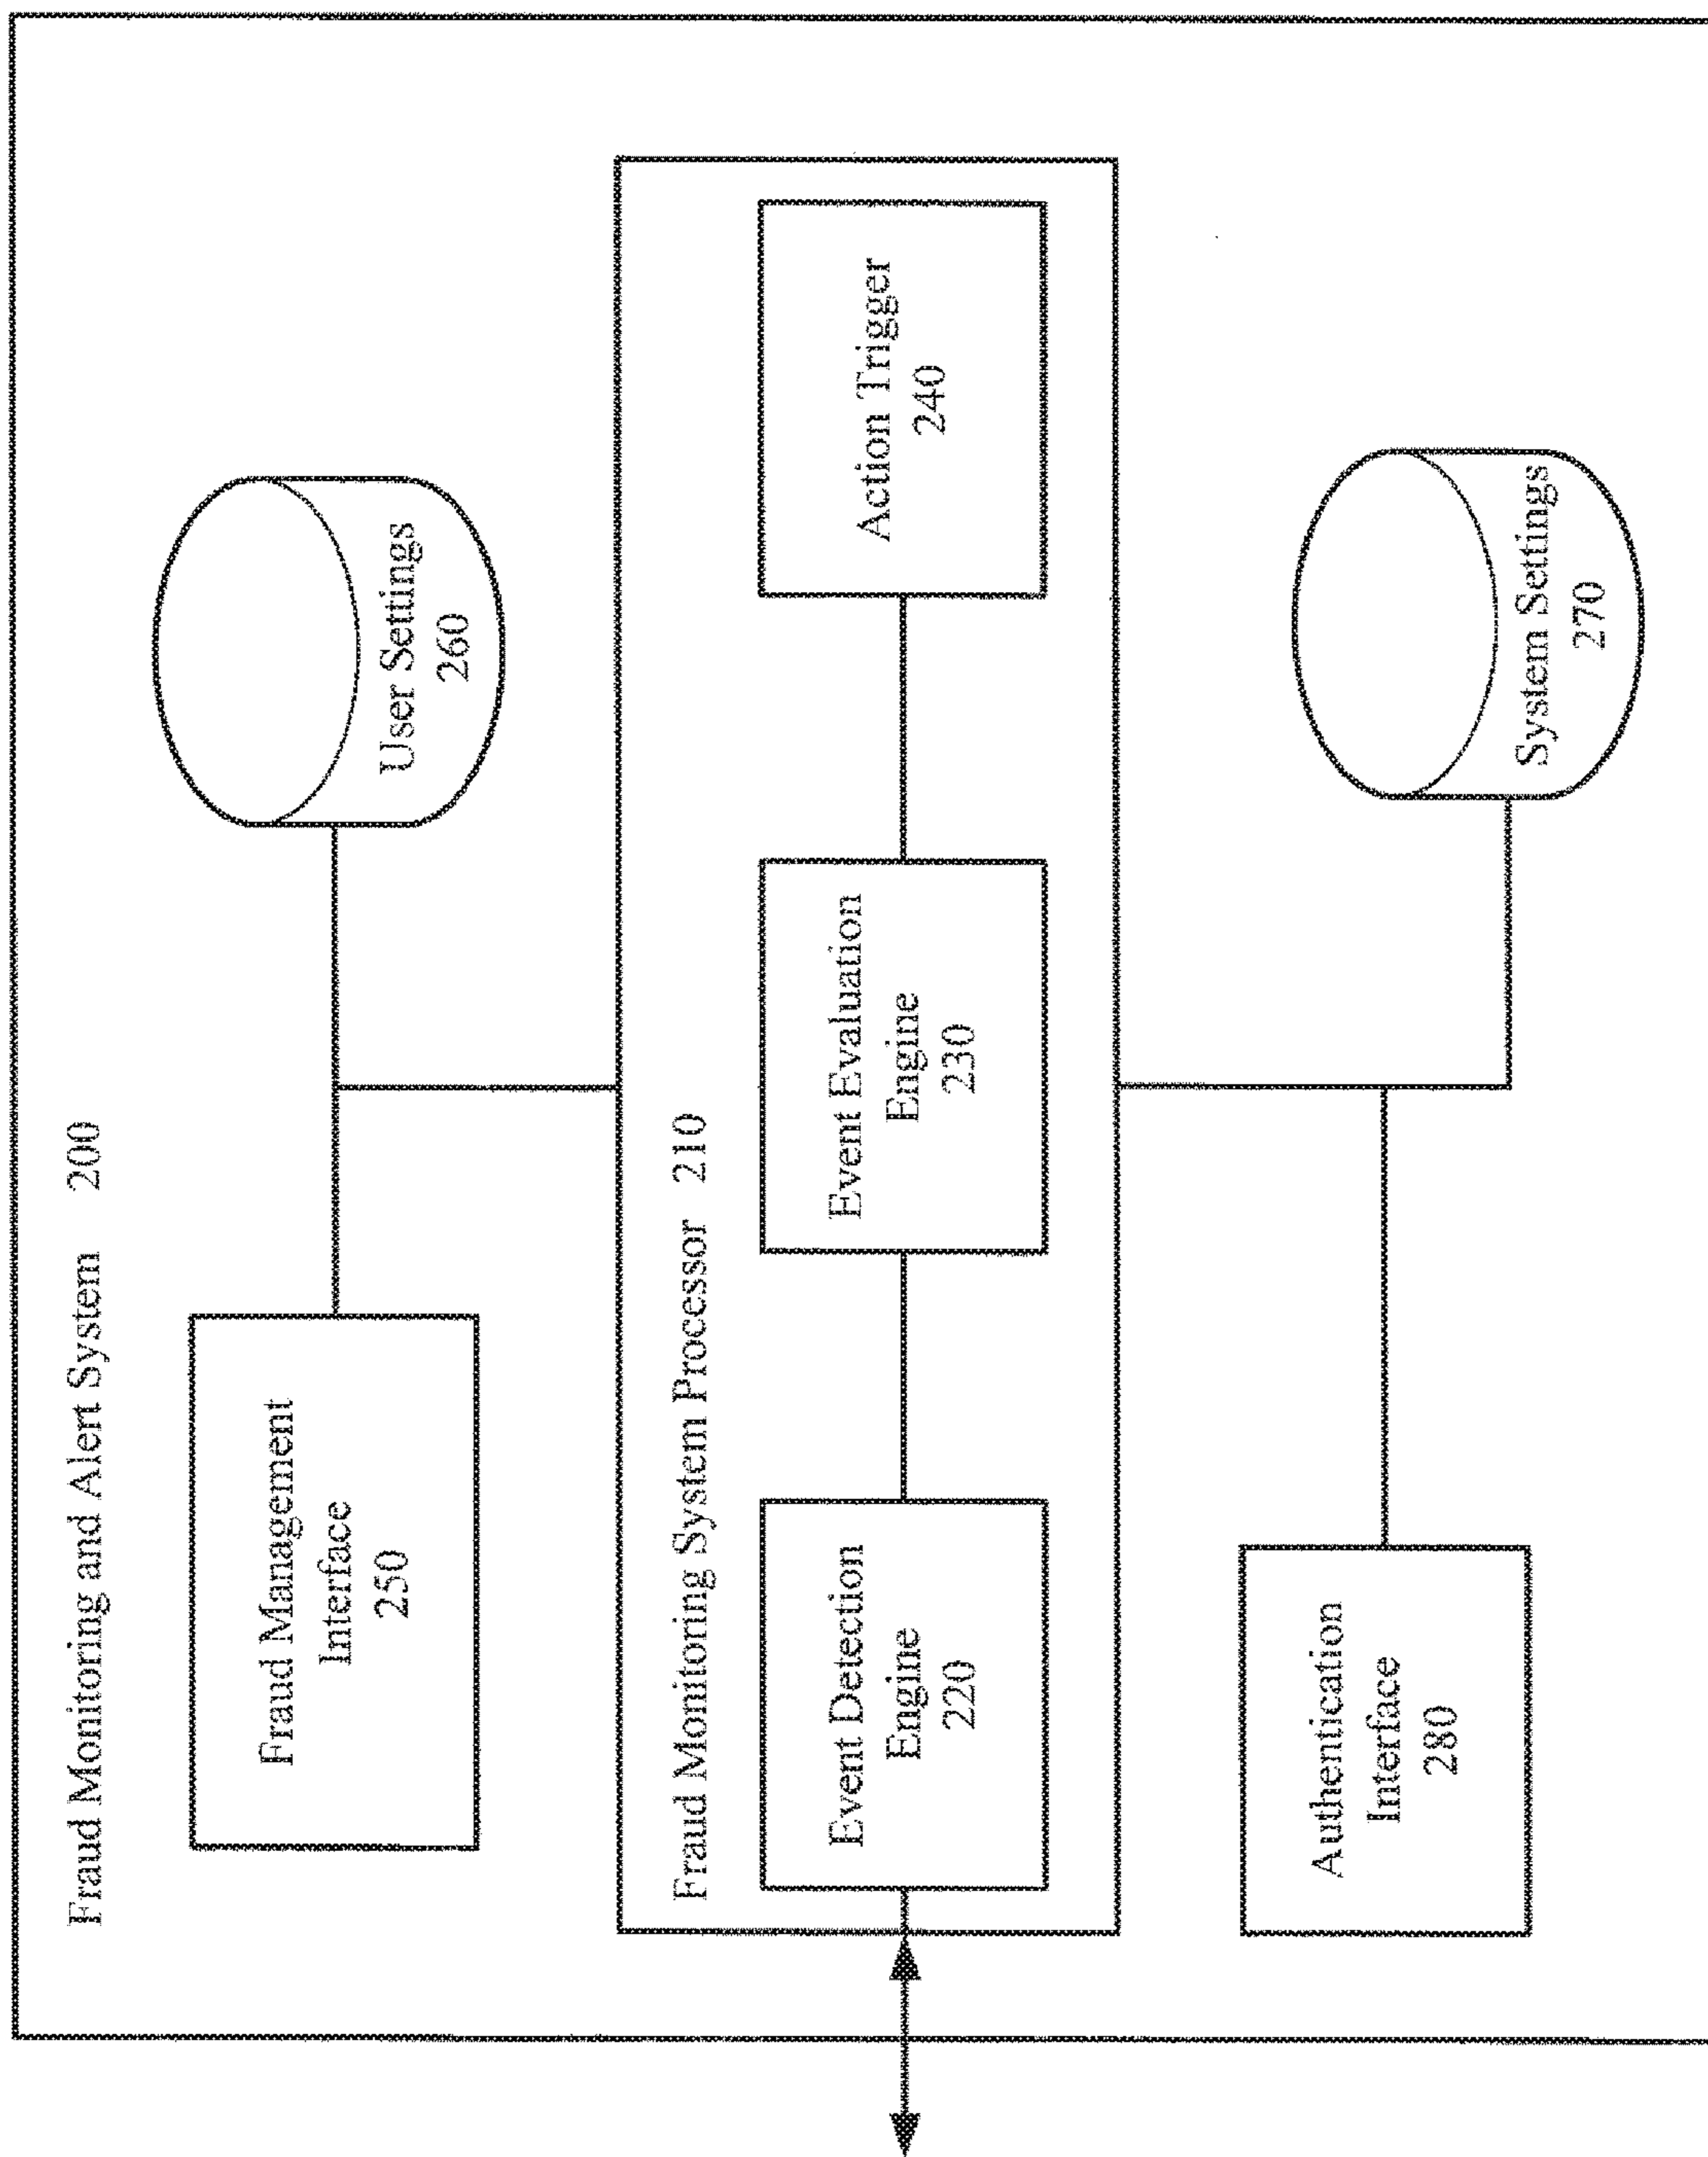 Fraud Monitoring and Alert System 200
Fraud Management
Interface
250
User Settings
260
Fraud Monitoring System Processor 210
Event Detection
Engine
220
Event Evaluation
Engine
230
Action Trigger
240
Authentication
Interface
280
System Settings
270